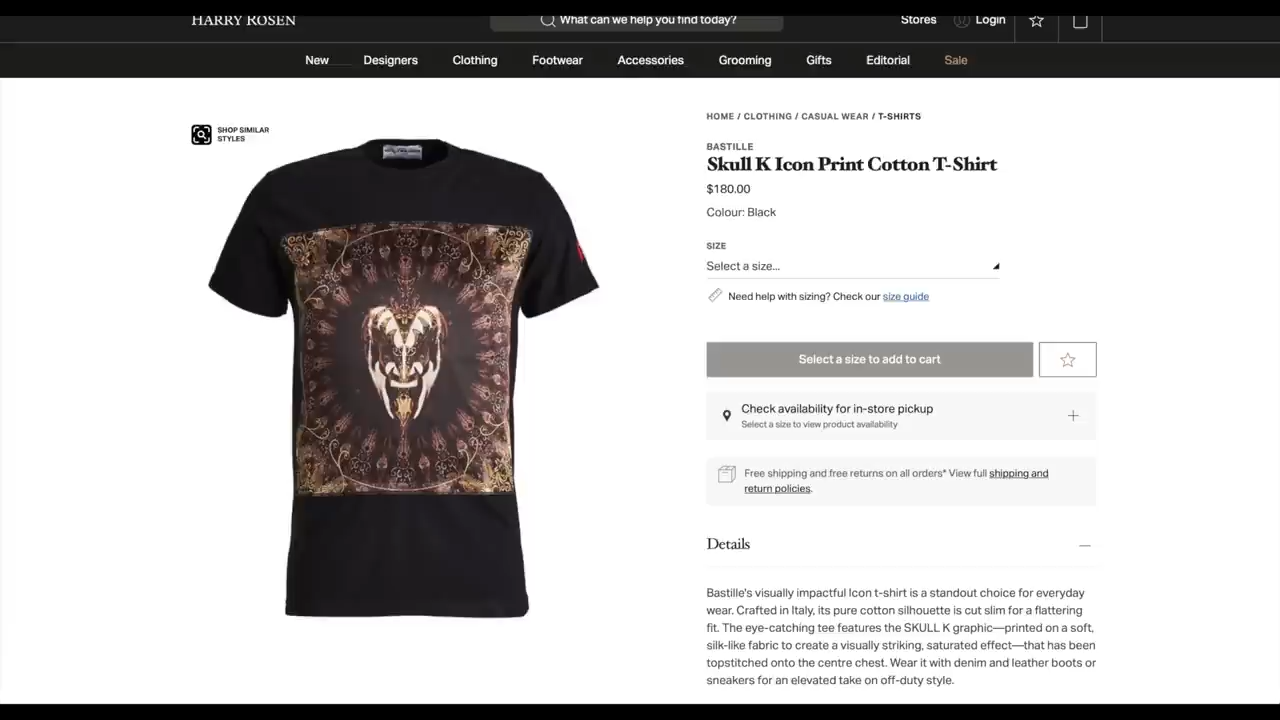 HARRY ROSEN
What can we help you find today?
Stores
Login
New
Designers
Clothing
Footwear
Accessories
Grooming
Gifts
Editorial
Sale
SHOP SIMILAR
STYLES
HOME / CLOTHING / CASUAL WEAR / T-SHIRTS
BASTILLE
Skull K Icon Print Cotton T-Shirt
$180.00
Colour: Black
SIZE
Select a size...
Need help with sizing? Check our size guide
Select a size to add to cart
Check availability for in-store pickup
Select a size to view product availability
Free shipping and free returns on all orders* View full shipping and
return policies.
Details
Bastille's visually impactful Icon t-shirt is a standout choice for everyday
wear. Crafted in Italy, its pure cotton silhouette is cut slim for a flattering
fit. The eye-catching tee features the SKULL K graphic—printed on a soft,
silk-like fabric to create a visually striking, saturated effect—that has been
topstitched onto the centre chest. Wear it with denim and leather boots or
sneakers for an elevated take on off-duty style.